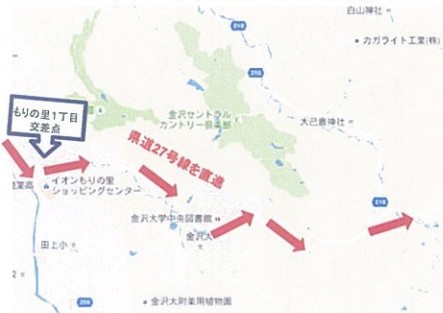 白山神社
210
カガライト工業(株)
210
もりの里1丁目
交差点
金沢セントラル
カントリー倶楽部
大己貴神社
県道27号線を直進
イオンもりの里
ショッピングセンター
210
金沢大学中央図書館
金沢大
田上小
金沢大附薬用植物園